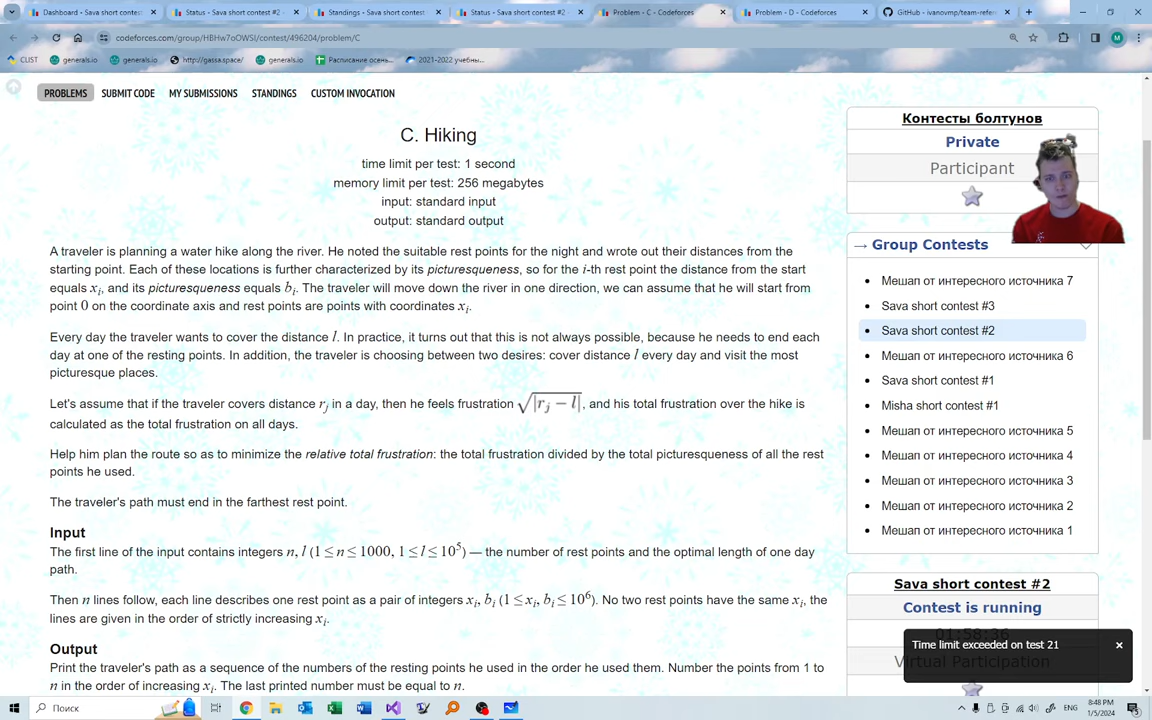 Dashboard - Sava short contest
Status - Sava short contest #2 -
Standings - Sava short contest
Status - Sava short contest #2 -
Problem - C - Codeforces
Problem - D - Codeforces
GitHub - ivanovmp/team-refe
codeforces.com/group/HBHw7oOWSI/contest/496204/problem/C
CLIST
generals.io
generals.io
http://gassa.space/
generals.io
Расписание осень...
2021-2022 учебны...
PROBLEMS
SUBMIT CODE
MY SUBMISSIONS
STANDINGS
CUSTOM INVOCATION
C. Hiking
time limit per test: 1 second
memory limit per test: 256 megabytes
input: standard input
output: standard output
A traveler is planning a water hike along the river. He noted the suitable rest points for the night and wrote out their distances from the
starting point. Each of these locations is further characterized by its picturesqueness, so for the i-th rest point the distance from the start
equals xi, and its picturesqueness equals bi. The traveler will move down the river in one direction, we can assume that he will start from
point 0 on the coordinate axis and rest points are points with coordinates xi.
Every day the traveler wants to cover the distance l. In practice, it turns out that this is not always possible, because he needs to end each
day at one of the resting points. In addition, the traveler is choosing between two desires: cover distance l every day and visit the most
picturesque places.
Let's assume that if the traveler covers distance rj in a day, then he feels frustration √|rj − l|, and his total frustration over the hike is
calculated as the total frustration on all days.
Help him plan the route so as to minimize the relative total frustration: the total frustration divided by the total picturesqueness of all the rest
points he used.
The traveler's path must end in the farthest rest point.
Input
The first line of the input contains integers n, l (1 ≤ n ≤ 1000, 1 ≤ l ≤ 10^5) — the number of rest points and the optimal length of one day
path.
Then n lines follow, each line describes one rest point as a pair of integers xi, bi (1 ≤ xi, bi ≤ 10^6). No two rest points have the same xi, the
lines are given in the order of strictly increasing xi.
Output
Print the traveler's path as a sequence of the numbers of the resting points he used in the order he used them. Number the points from 1 to
n in the order of increasing xi. The last printed number must be equal to n.
Контесты болтунов
Private
Participant
→ Group Contests
Мешап от интересного источника 7
Sava short contest #3
Sava short contest #2
Мешап от интересного источника 6
Sava short contest #1
Misha short contest #1
Мешап от интересного источника 5
Мешап от интересного источника 4
Мешап от интересного источника 3
Мешап от интересного источника 2
Мешап от интересного источника 1
Sava short contest #2
Contest is running
01:58:36
Virtual Participation
Time limit exceeded on test 21
Поиск
ENG
8:48 PM
1/5/2024